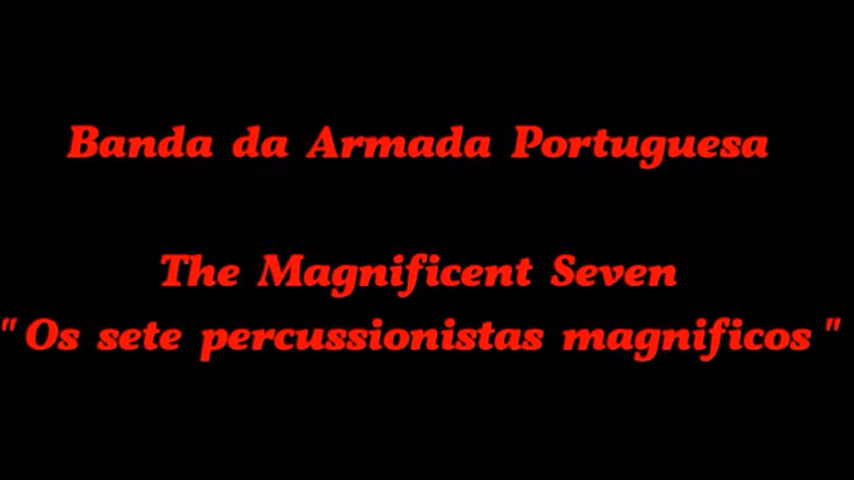 Banda da Armada Portuguesa
The Magnificent Seven
" Os sete percussionistas magnificos "